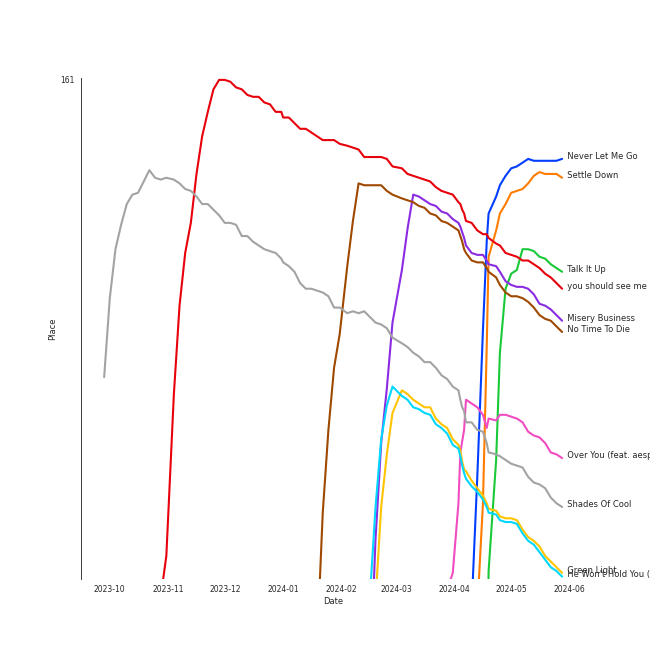 161
Never Let Me Go
Settle Down
Talk It Up
you should see me
Misery Business
No Time To Die
Place
Over You (feat. aesp
Shades Of Cool
Green Light
He Won't Hold You (
2023-10 2023-11 2023-12 2024-01 2024-02 2024-03 2024-04 2024-05 2024-06
Date